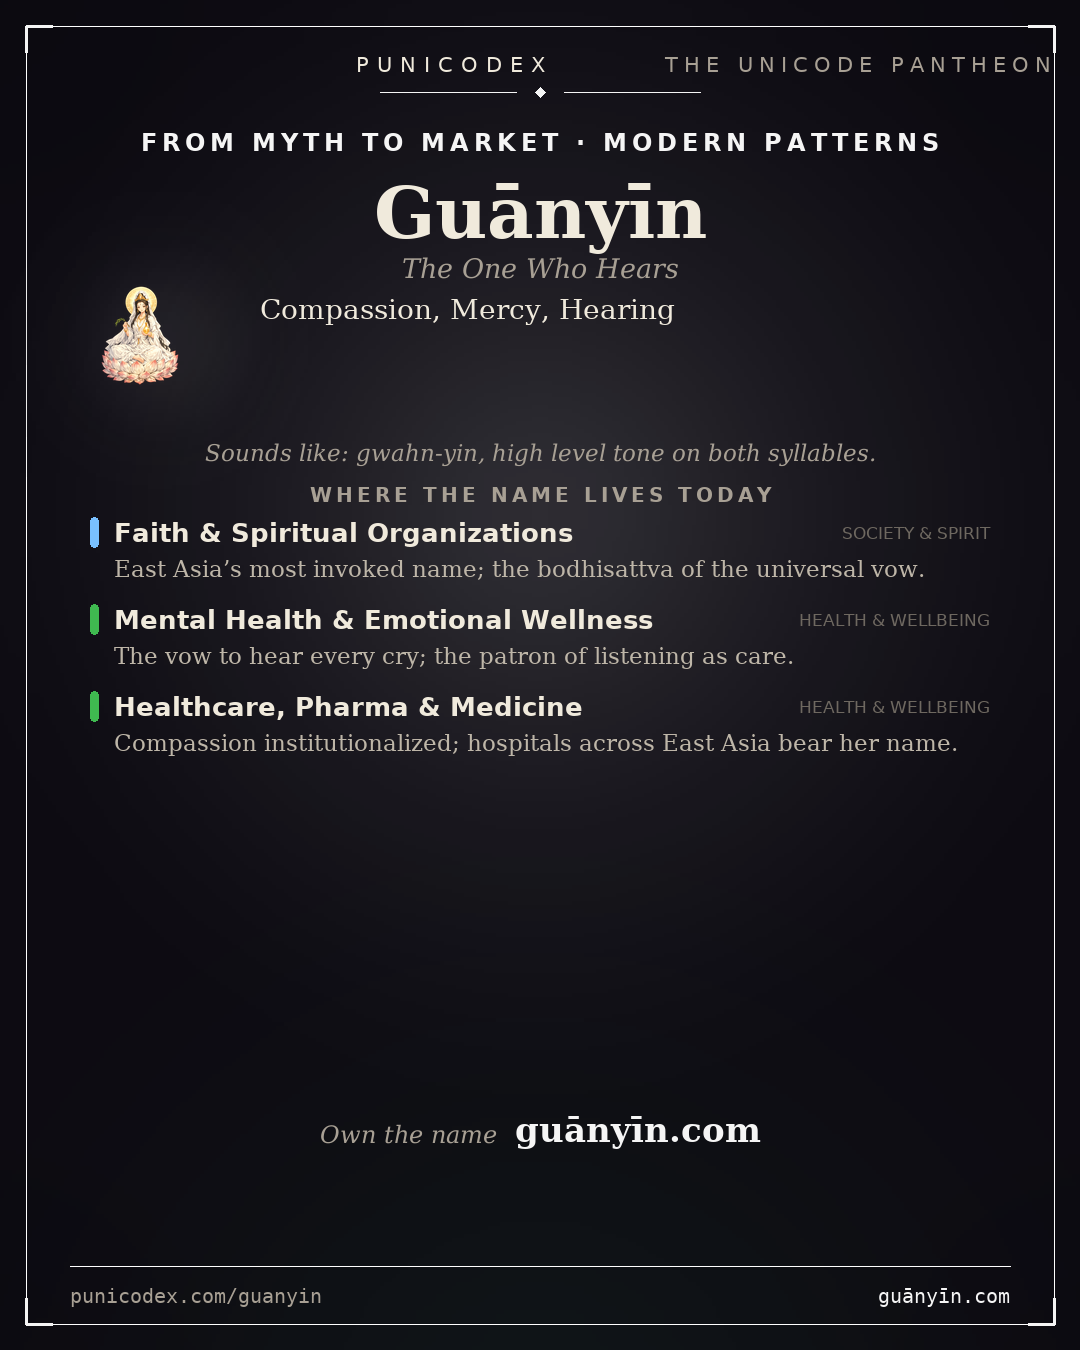 PUNICODEX THE UNICODE PANTHEON
FROM MYTH TO MARKET · MODERN PATTERNS
Guānyīn
The One Who Hears
Compassion, Mercy, Hearing
Sounds like: gwahn-yin, high level tone on both syllables.
WHERE THE NAME LIVES TODAY
Faith & Spiritual Organizations SOCIETY & SPIRIT
East Asia’s most invoked name; the bodhisattva of the universal vow.
Mental Health & Emotional Wellness HEALTH & WELLBEING
The vow to hear every cry; the patron of listening as care.
Healthcare, Pharma & Medicine HEALTH & WELLBEING
Compassion institutionalized; hospitals across East Asia bear her name.
Own the name guānyīn.com
punicodex.com/guanyin guānyīn.com